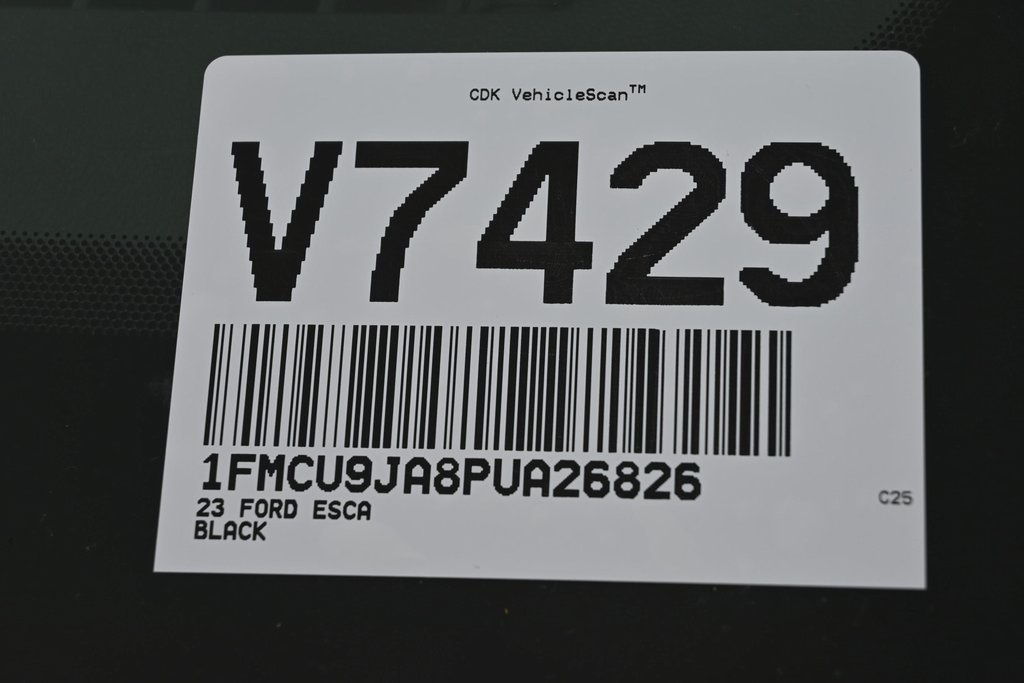 CDK VehicleScan™
V7429
1FMCU9JA8PUA26826
23 FORD ESCA
BLACK
C25